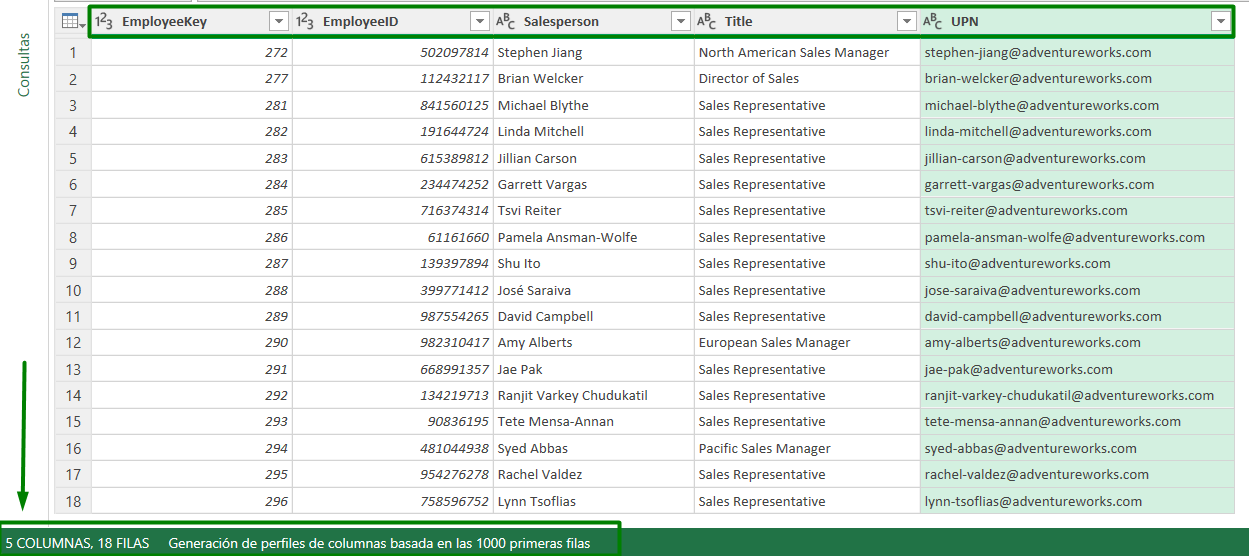 Consultas
1²3 EmployeeKey 1²3 EmployeeID ABC Salesperson ABC Title ABC UPN
1 272 502097814 Stephen Jiang North American Sales Manager stephen-jiang@adventureworks.com
2 277 112432117 Brian Welcker Director of Sales brian-welcker@adventureworks.com
3 281 841560125 Michael Blythe Sales Representative michael-blythe@adventureworks.com
4 282 191644724 Linda Mitchell Sales Representative linda-mitchell@adventureworks.com
5 283 615389812 Jillian Carson Sales Representative jillian-carson@adventureworks.com
6 284 234474252 Garrett Vargas Sales Representative garrett-vargas@adventureworks.com
7 285 716374314 Tsvi Reiter Sales Representative tsvi-reiter@adventureworks.com
8 286 61161660 Pamela Ansman-Wolfe Sales Representative pamela-ansman-wolfe@adventureworks.com
9 287 139397894 Shu Ito Sales Representative shu-ito@adventureworks.com
10 288 399771412 José Saraiva Sales Representative jose-saraiva@adventureworks.com
11 289 987554265 David Campbell Sales Representative david-campbell@adventureworks.com
12 290 982310417 Amy Alberts European Sales Manager amy-alberts@adventureworks.com
13 291 668991357 Jae Pak Sales Representative jae-pak@adventureworks.com
14 292 134219713 Ranjit Varkey Chudukatil Sales Representative ranjit-varkey-chudukatil@adventureworks.com
15 293 90836195 Tete Mensa-Annan Sales Representative tete-mensa-annan@adventureworks.com
16 294 481044938 Syed Abbas Pacific Sales Manager syed-abbas@adventureworks.com
17 295 954276278 Rachel Valdez Sales Representative rachel-valdez@adventureworks.com
18 296 758596752 Lynn Tsoflias Sales Representative lynn-tsoflias@adventureworks.com
5 COLUMNAS, 18 FILAS Generación de perfiles de columnas basada en las 1000 primeras filas